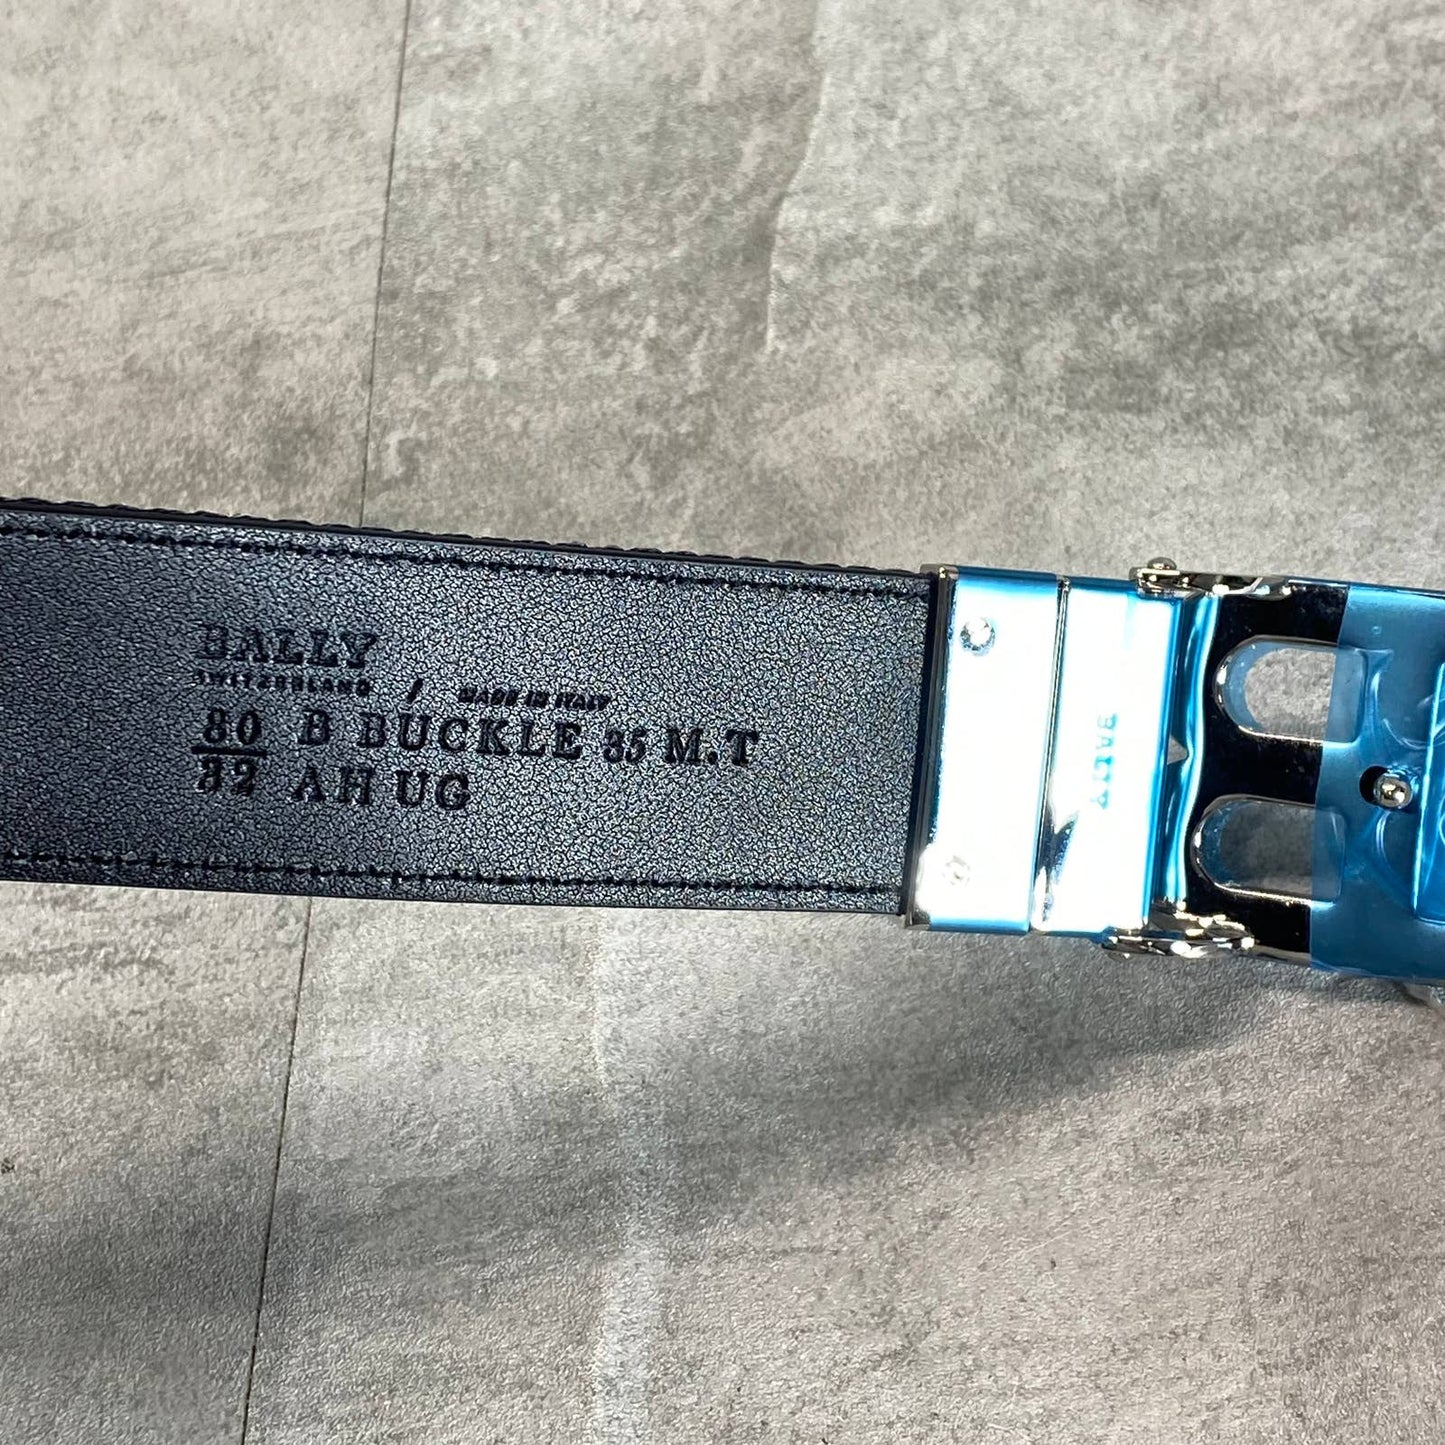 BALLY
SWITZERLAND / MADE IN ITALY
80 B BUCKLE 35 M.T
32 AH UG
BALLY